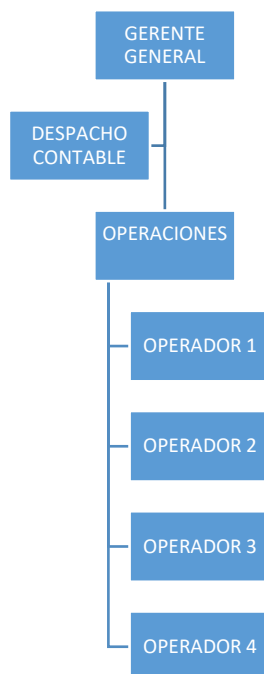 GERENTE
GENERAL
DESPACHO
CONTABLE
OPERACIONES
OPERADOR 1
OPERADOR 2
OPERADOR 3
OPERADOR 4